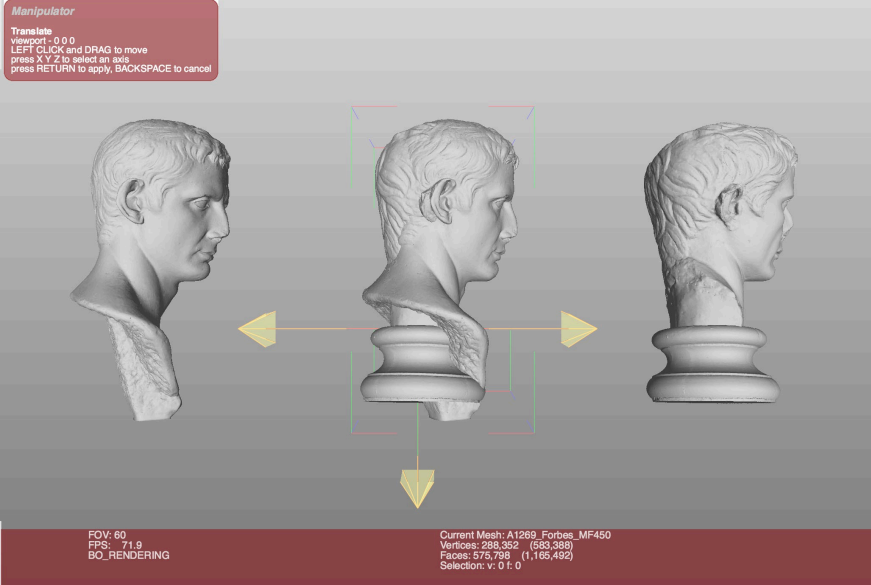 Manipulator
Translate
viewport - 0 0 0
LEFT CLICK and DRAG to move
press X Y Z to select an axis
press RETURN to apply, BACKSPACE to cancel
FOV: 60
FPS: 71.9
BO_RENDERING
Current Mesh: A1269_Forbes_MF450
Vertices: 288,352 (583,388)
Faces: 575,798 (1,165,492)
Selection: v: 0 f: 0